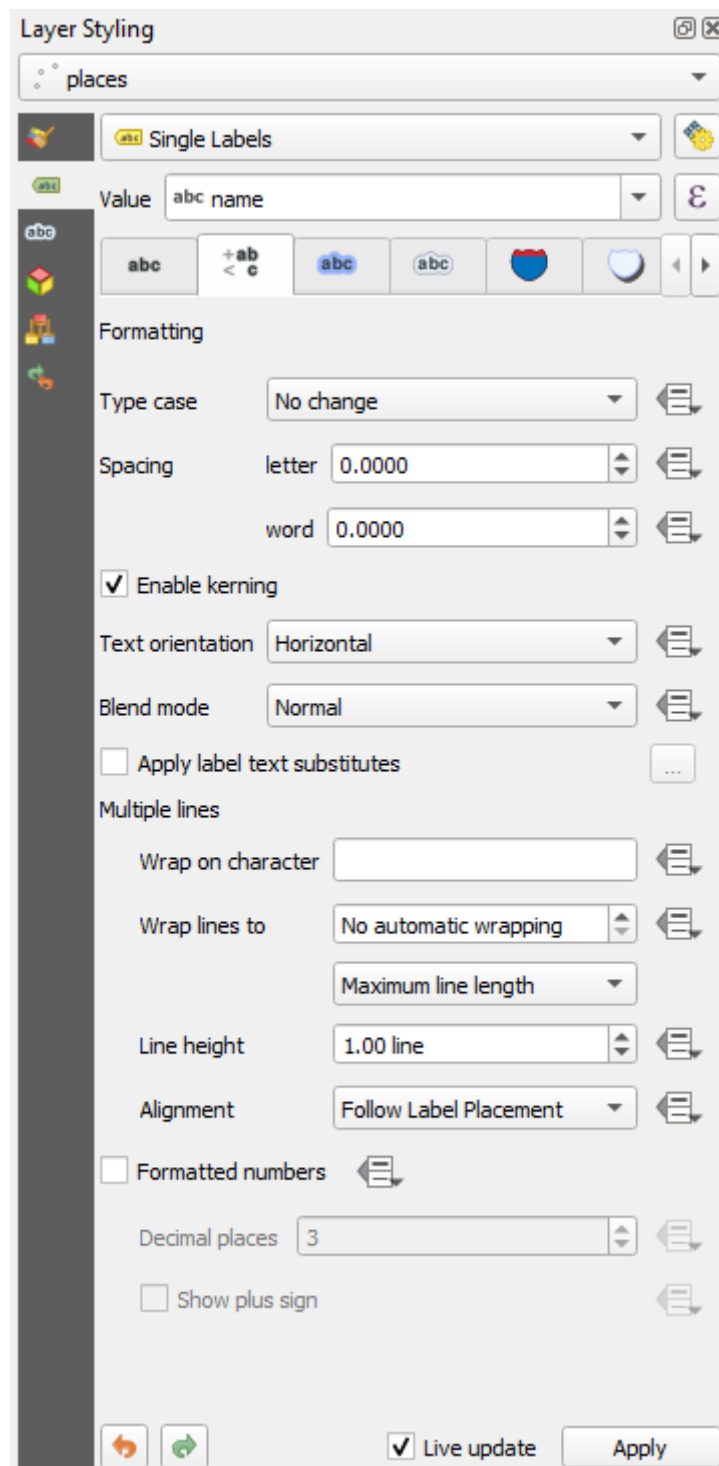 Layer Styling
places
abc Single Labels
Value abc name ε
abc +ab < c abc abc
Formatting
Type case No change
Spacing letter 0.0000
word 0.0000
Enable kerning
Text orientation Horizontal
Blend mode Normal
Apply label text substitutes ...
Multiple lines
Wrap on character
Wrap lines to No automatic wrapping
Maximum line length
Line height 1.00 line
Alignment Follow Label Placement
Formatted numbers
Decimal places 3
Show plus sign
Live update Apply